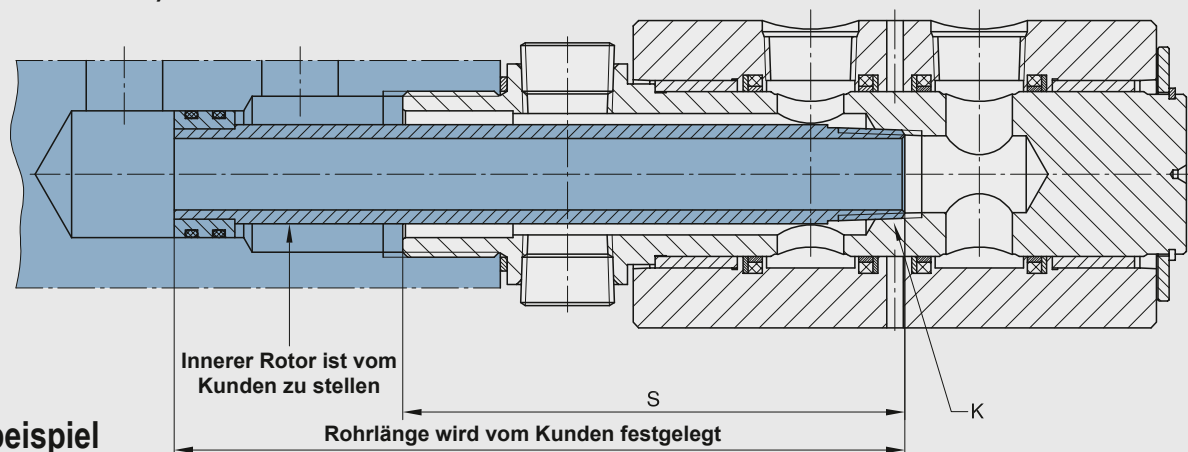 Innerer Rotor ist vom
Kunden zu stellen
S
K
Rohrlänge wird vom Kunden festgelegt
beispiel